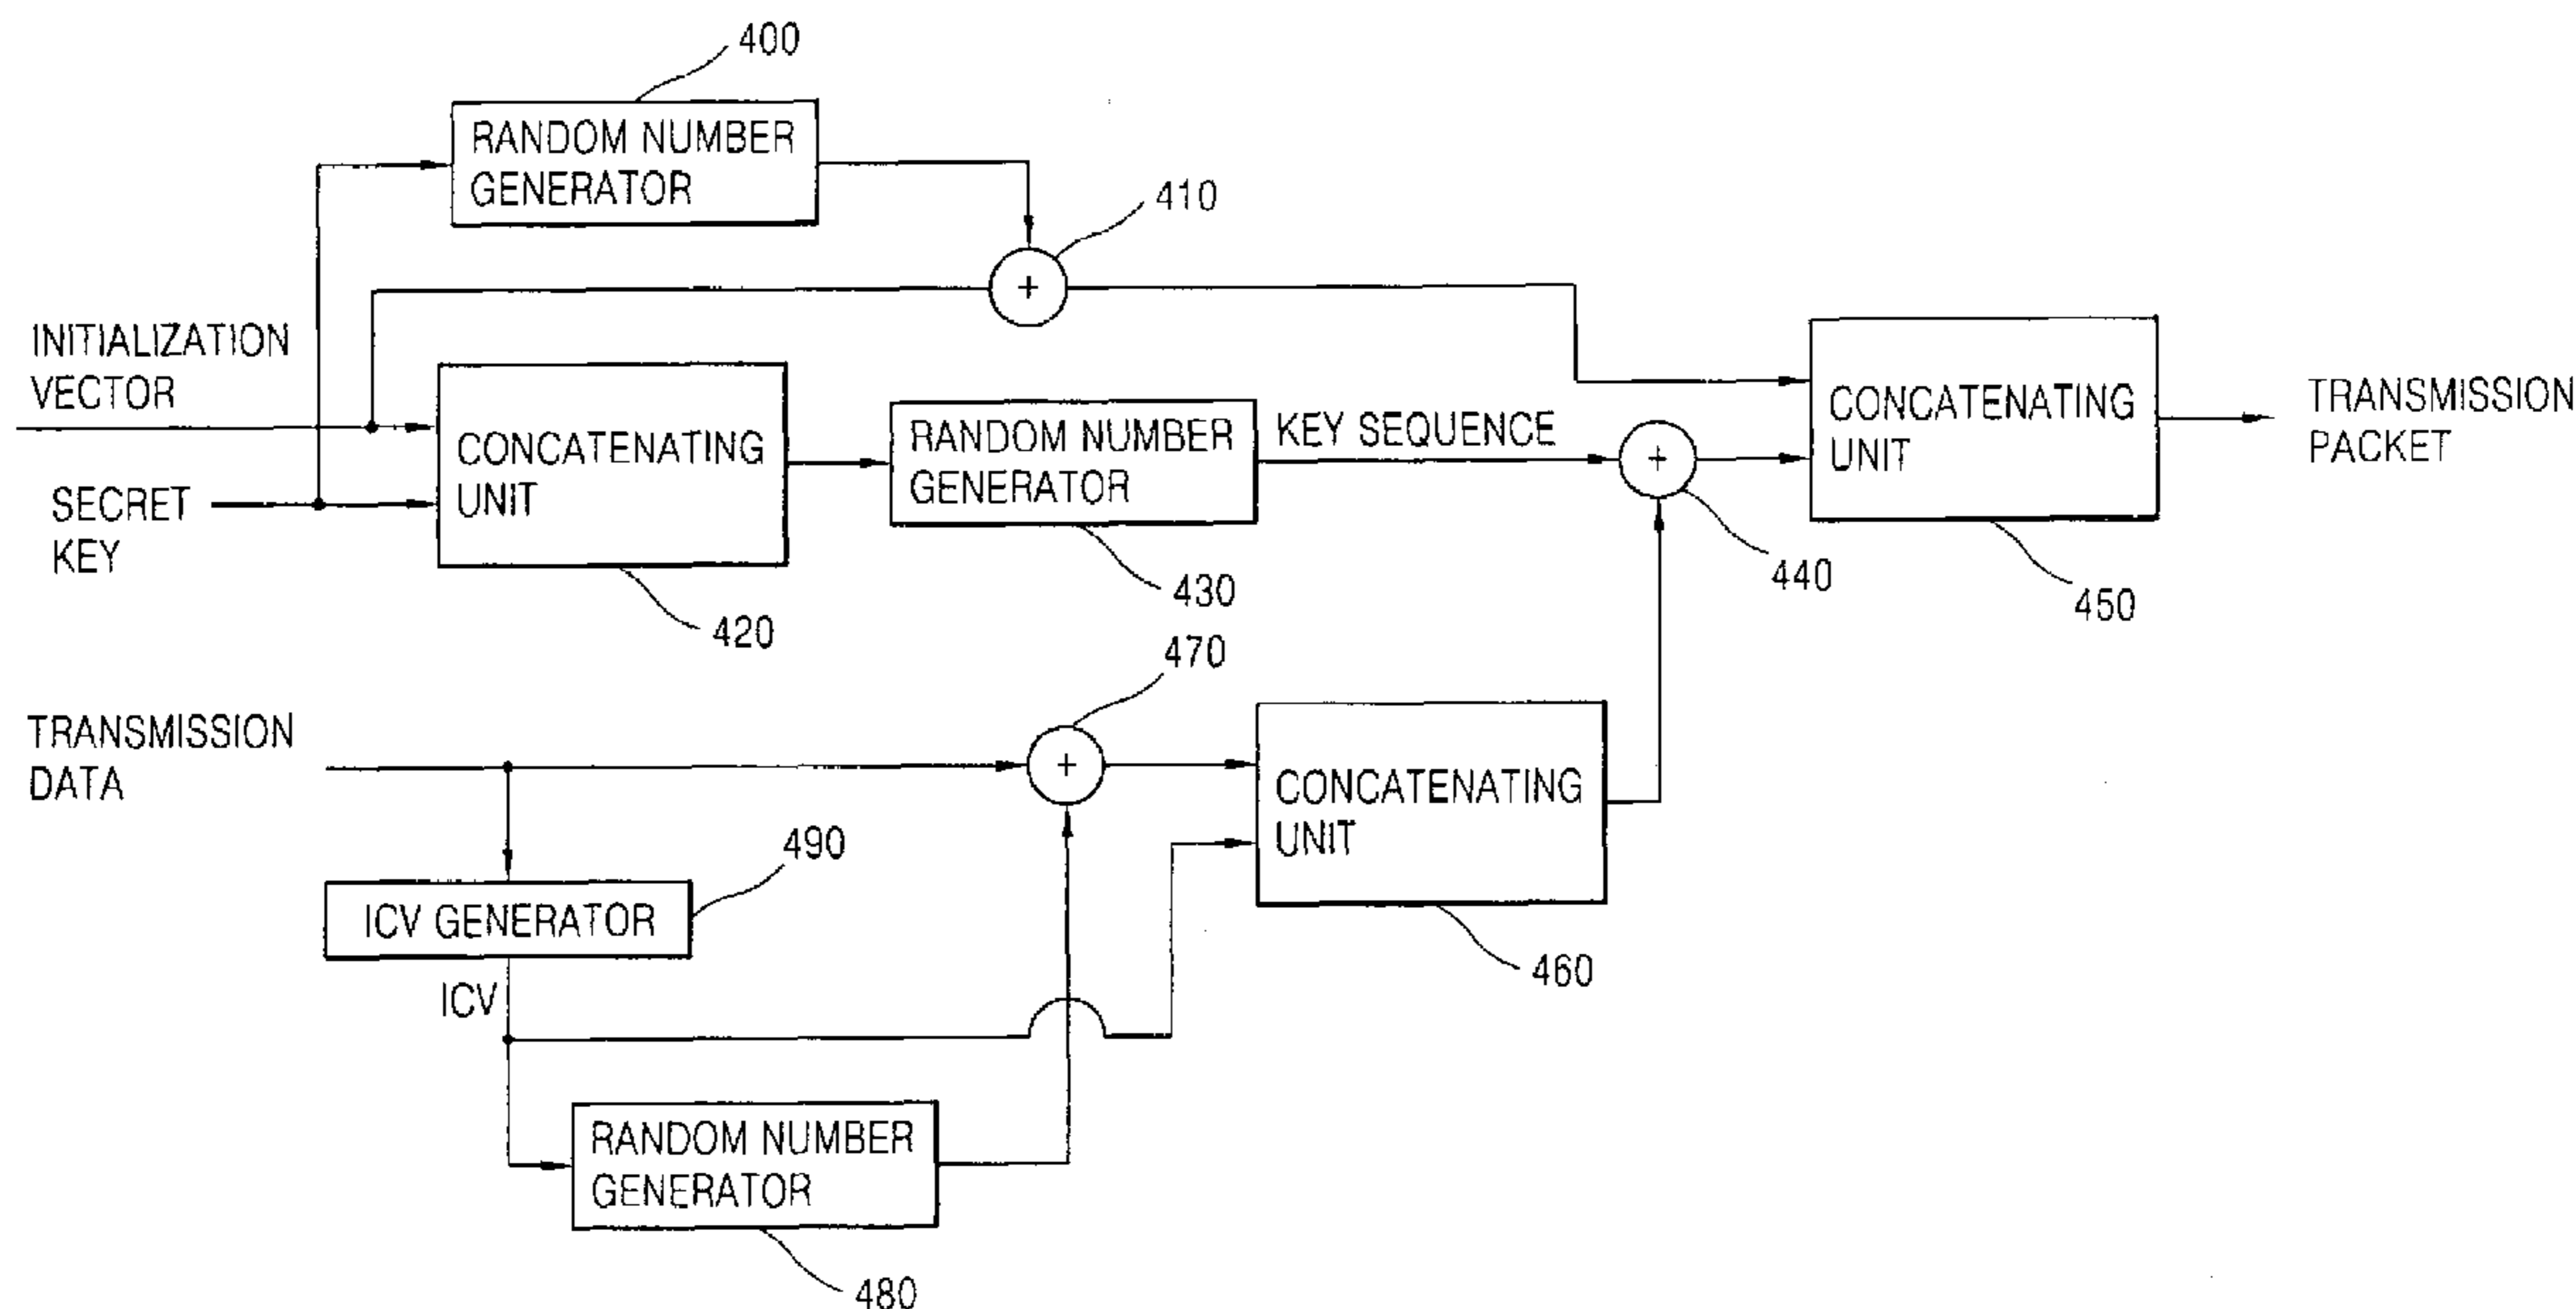 400
RANDOM NUMBER
GENERATOR
410
+
INITIALIZATION
VECTOR
CONCATENATING
UNIT
RANDOM NUMBER
GENERATOR
KEY SEQUENCE
+
CONCATENATING
UNIT
TRANSMISSION
PACKET
SECRET
KEY
420
430
440
450
470
TRANSMISSION
DATA
+
CONCATENATING
UNIT
490
ICV GENERATOR
460
ICV
RANDOM NUMBER
GENERATOR
480